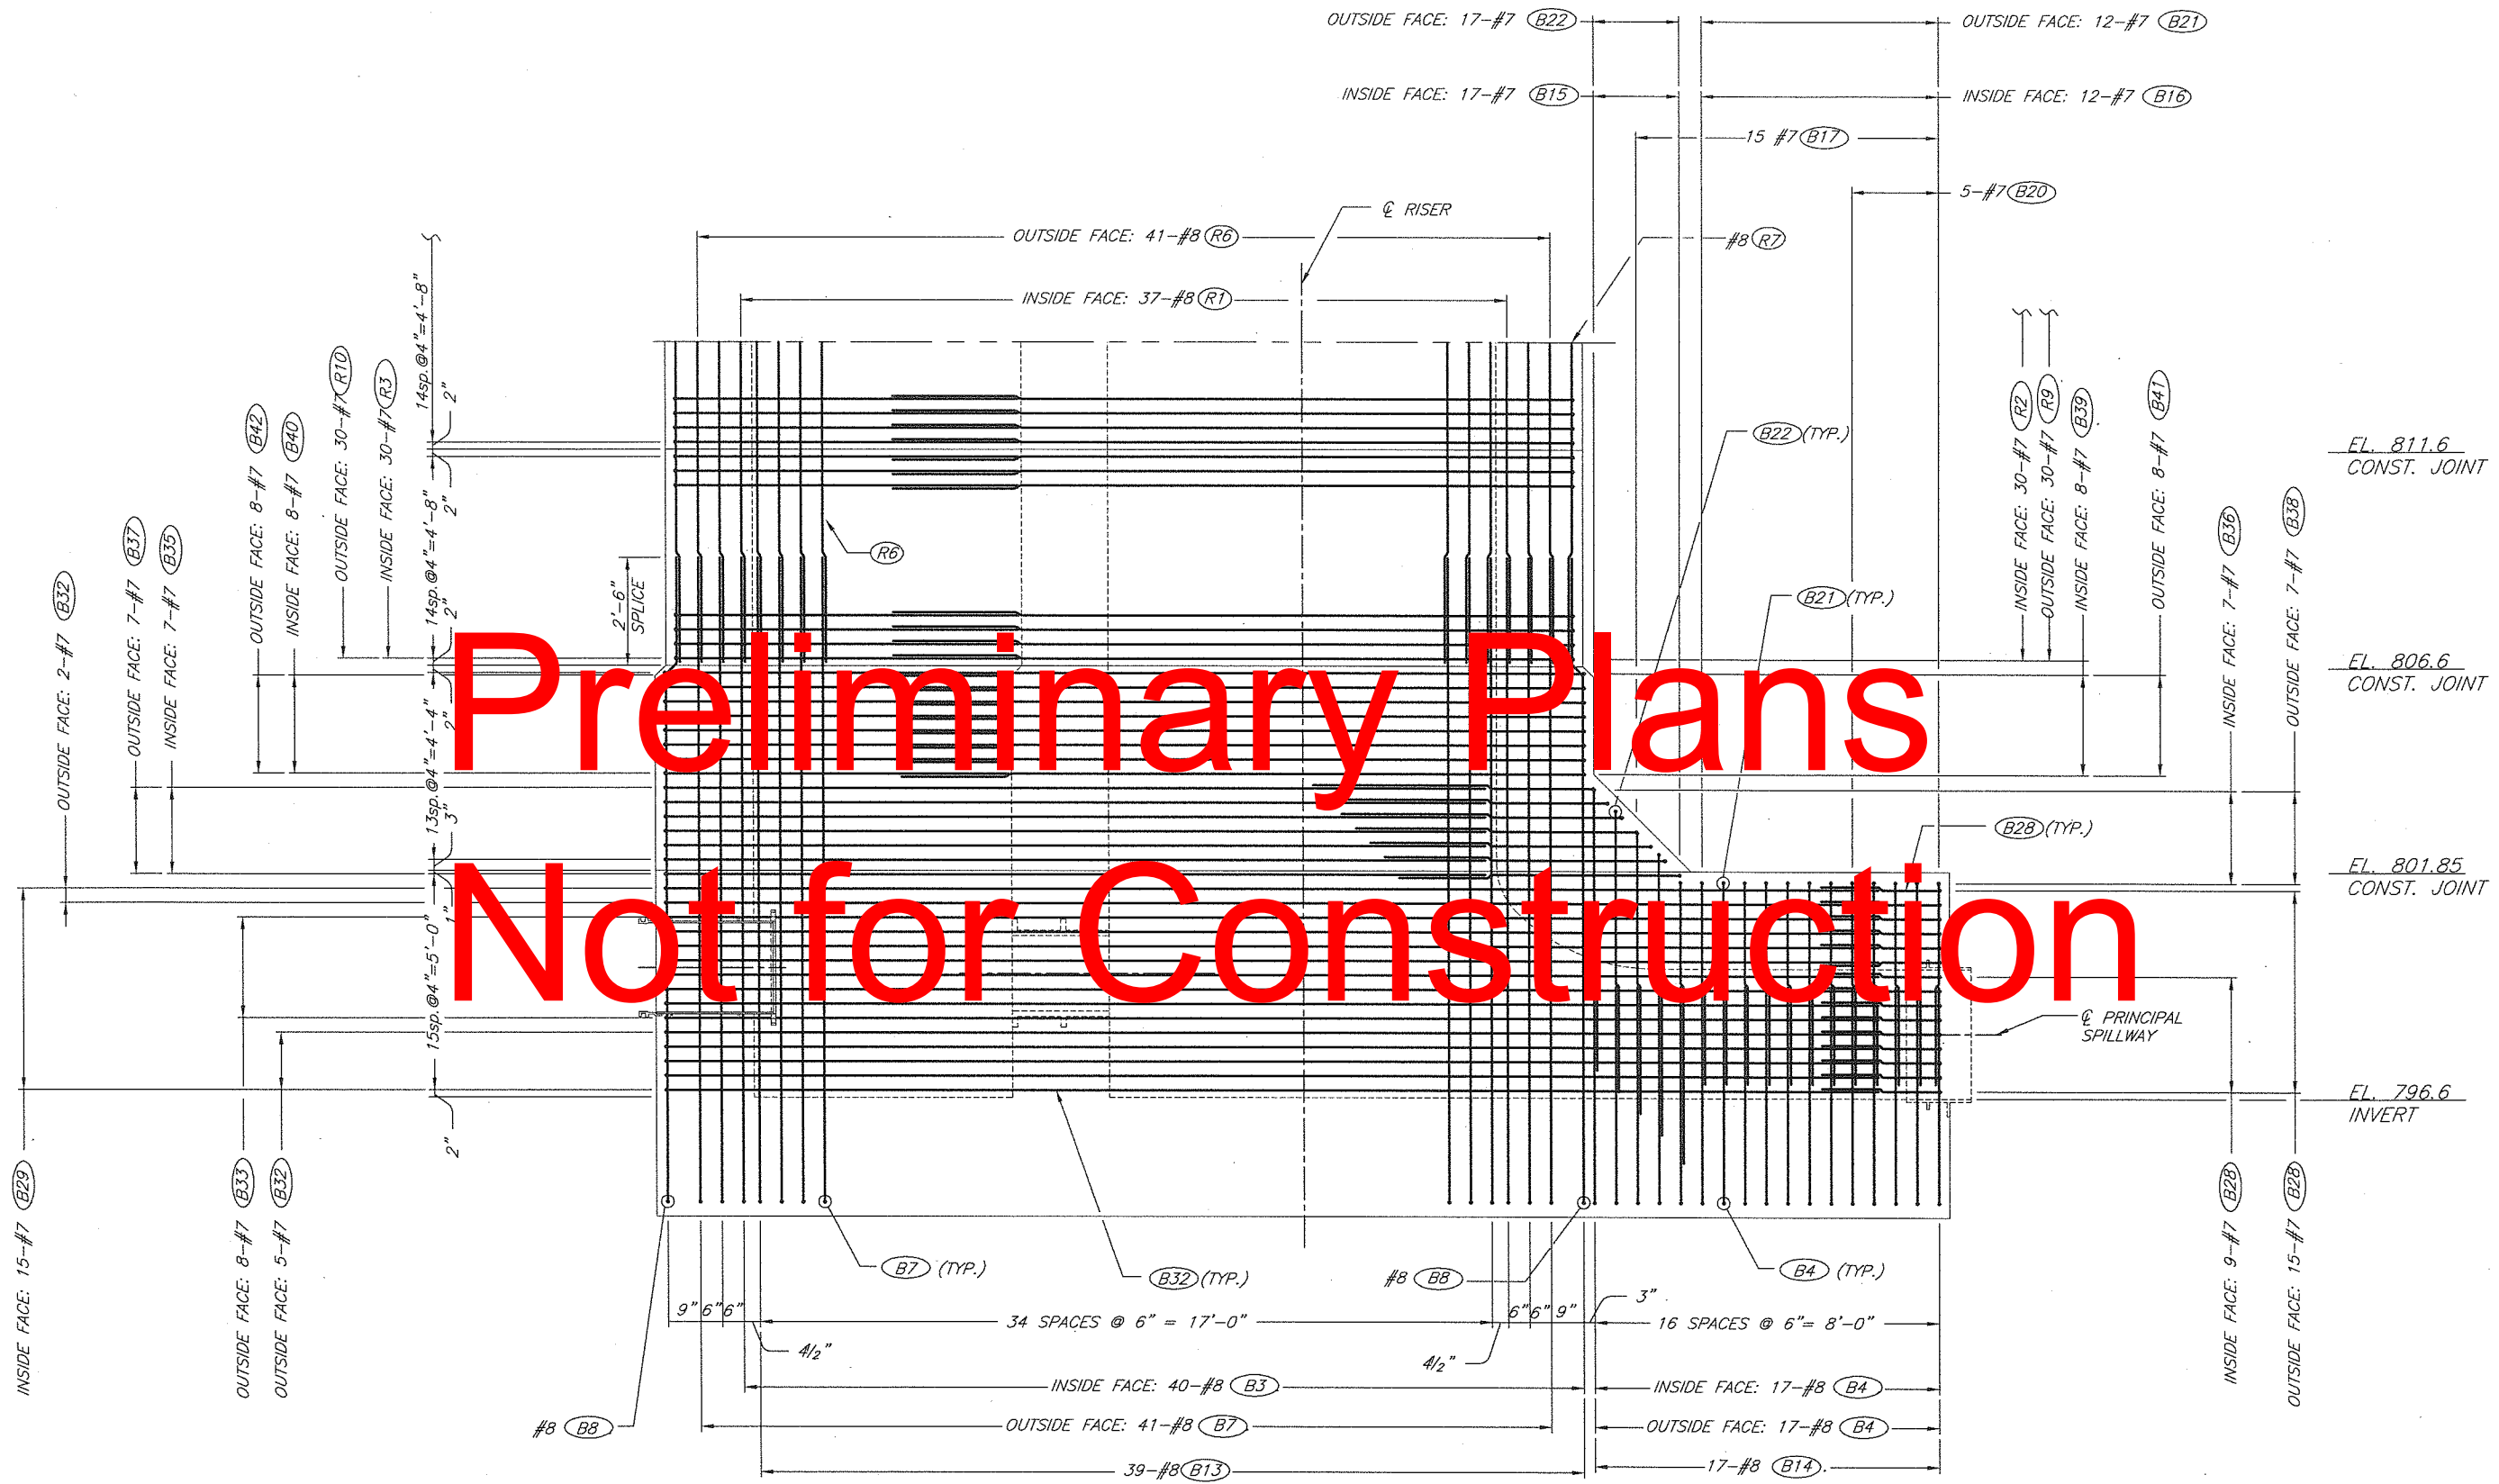 OUTSIDE FACE: 17-#7 B22
OUTSIDE FACE: 12-#7 B21
INSIDE FACE: 17-#7 B15
INSIDE FACE: 12-#7 B16
15 #7 B17
5-#7 B20
℄ RISER
OUTSIDE FACE: 41-#8 R6
#8 R7
INSIDE FACE: 37-#8 R1
14sp.@4"=4'-8"
2"
2"
14sp.@4"=4'-8"
2"
2"
13sp.@4"=4'-4"
3"
1"
15sp.@4"=5'-0"
2"
OUTSIDE FACE: 2-#7 B32
OUTSIDE FACE: 7-#7 B37
INSIDE FACE: 7-#7 B35
OUTSIDE FACE: 8-#7 B42
INSIDE FACE: 8-#7 B40
OUTSIDE FACE: 30-#7 R10
INSIDE FACE: 30-#7 R3
R6
2'-6"
SPLICE
B22 (TYP.)
B21 (TYP.)
B28 (TYP.)
INSIDE FACE: 30-#7 R2
OUTSIDE FACE: 30-#7 R9
INSIDE FACE: 8-#7 B39
OUTSIDE FACE: 8-#7 B41
INSIDE FACE: 7-#7 B36
OUTSIDE FACE: 7-#7 B38
EL. 811.6
CONST. JOINT
EL. 806.6
CONST. JOINT
EL. 801.85
CONST. JOINT
Preliminary Plans
Not for Construction
℄ PRINCIPAL
SPILLWAY
EL. 796.6
INVERT
INSIDE FACE: 15-#7 B29
OUTSIDE FACE: 8-#7 B33
OUTSIDE FACE: 5-#7 B32
INSIDE FACE: 9-#7 B28
OUTSIDE FACE: 15-#7 B28
B7 (TYP.)
B32 (TYP.)
#8 B8
B4 (TYP.)
9" 6" 6"
34 SPACES @ 6" = 17'-0"
6" 6" 9"
3"
16 SPACES @ 6"= 8'-0"
4½"
4½"
INSIDE FACE: 40-#8 B3
INSIDE FACE: 17-#8 B4
#8 B8
OUTSIDE FACE: 41-#8 B7
OUTSIDE FACE: 17-#8 B4
39-#8 B13
17-#8 B14